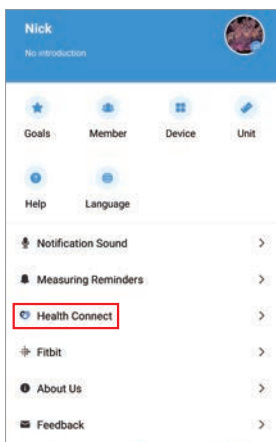 Nick
No introduction
Goals Member Device Unit
Help Language
Notification Sound
Measuring Reminders
Health Connect
Fitbit
About Us
Feedback